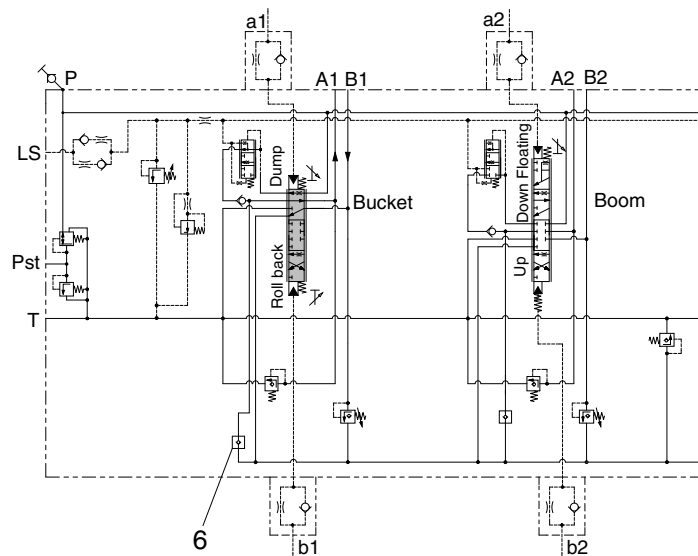 a1
a2
P
A1 B1
A2 B2
LS
Dump
Bucket
Roll back
Down Floating
Boom
Up
Pst
T
6
b1
b2